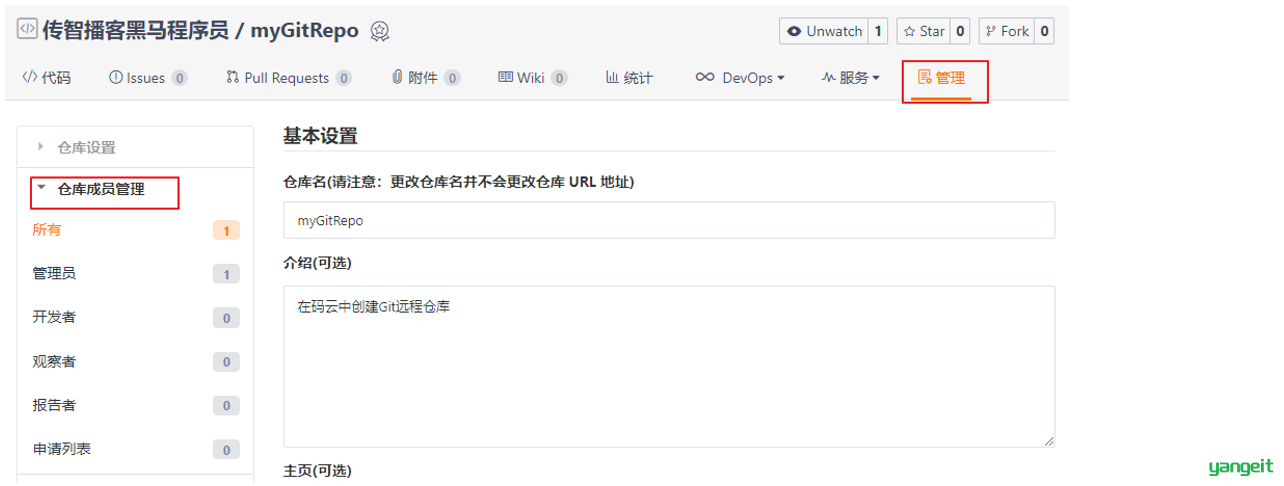 传智播客黑马程序员 / myGitRepo
Unwatch 1 Star 0 Fork 0
代码 Issues 0 Pull Requests 0 附件 0 Wiki 0 统计 DevOps 服务 管理
仓库设置
仓库成员管理
所有 1
管理员 1
开发者 0
观察者 0
报告者 0
申请列表 0
基本设置
仓库名(请注意：更改仓库名并不会更改仓库 URL 地址)
myGitRepo
介绍(可选)
在码云中创建Git远程仓库
主页(可选)
yangeit